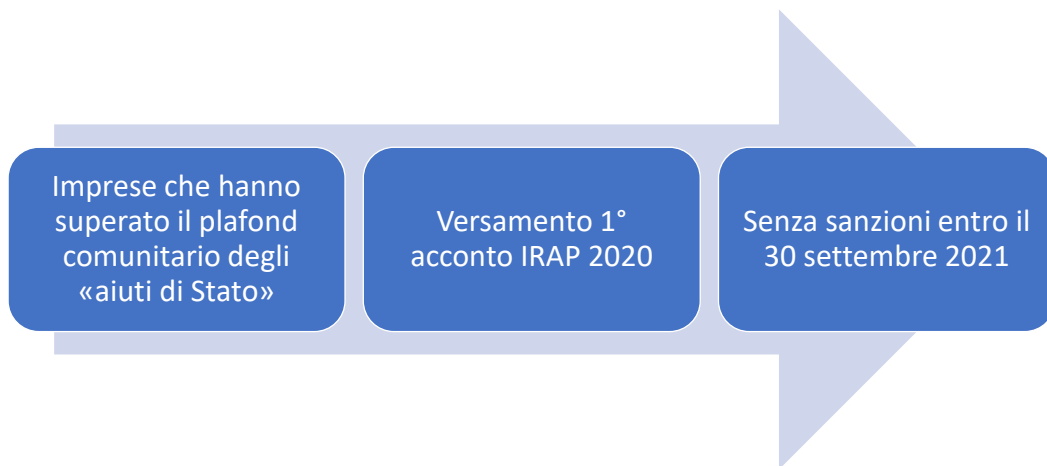 Imprese che hanno
superato il plafond
comunitario degli
«aiuti di Stato»
Versamento 1°
acconto IRAP 2020
Senza sanzioni entro il
30 settembre 2021